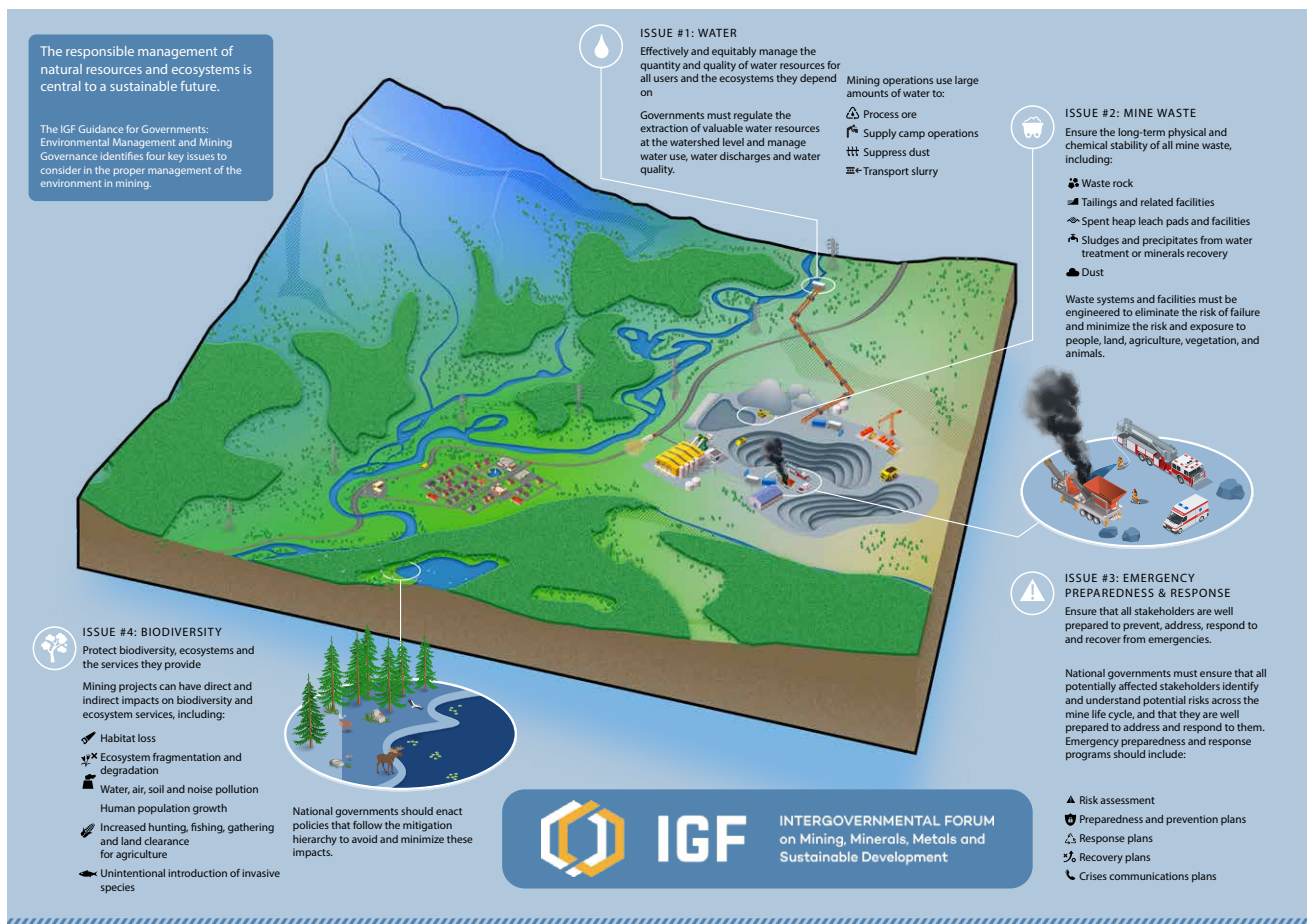 The responsible management of
natural resources and ecosystems is
central to a sustainable future.
The IGF Guidance for Governments:
Environmental Management and Mining
Governance identifies four key issues to
consider in the proper management of the
environment in mining.
ISSUE #1: WATER
Effectively and equitably manage the
quantity and quality of water resources for
all users and the ecosystems they depend
on
Governments must regulate the
extraction of valuable water resources
at the watershed level and manage
water use, water discharges and water
quality.
Mining operations use large
amounts of water to:
Process ore
Supply camp operations
Suppress dust
Transport slurry
ISSUE #2: MINE WASTE
Ensure the long-term physical and
chemical stability of all mine waste,
including:
Waste rock
Tailings and related facilities
Spent heap leach pads and facilities
Sludges and precipitates from water
treatment or minerals recovery
Dust
Waste systems and facilities must be
engineered to eliminate the risk of failure
and minimize the risk and exposure to
people, land, agriculture, vegetation, and
animals.
ISSUE #3: EMERGENCY
PREPAREDNESS & RESPONSE
Ensure that all stakeholders are well
prepared to prevent, address, respond to
and recover from emergencies.
National governments must ensure that all
potentially affected stakeholders identify
and understand potential risks across the
mine life cycle, and that they are well
prepared to address and respond to them.
Emergency preparedness and response
programs should include:
Risk assessment
Preparedness and prevention plans
Response plans
Recovery plans
Crises communications plans
ISSUE #4: BIODIVERSITY
Protect biodiversity, ecosystems and
the services they provide
Mining projects can have direct and
indirect impacts on biodiversity and
ecosystem services, including:
Habitat loss
Ecosystem fragmentation and
degradation
Water, air, soil and noise pollution
Human population growth
Increased hunting, fishing, gathering
and land clearance
for agriculture
Unintentional introduction of invasive
species
National governments should enact
policies that follow the mitigation
hierarchy to avoid and minimize these
impacts.
IGF
INTERGOVERNMENTAL FORUM
on Mining, Minerals, Metals and
Sustainable Development